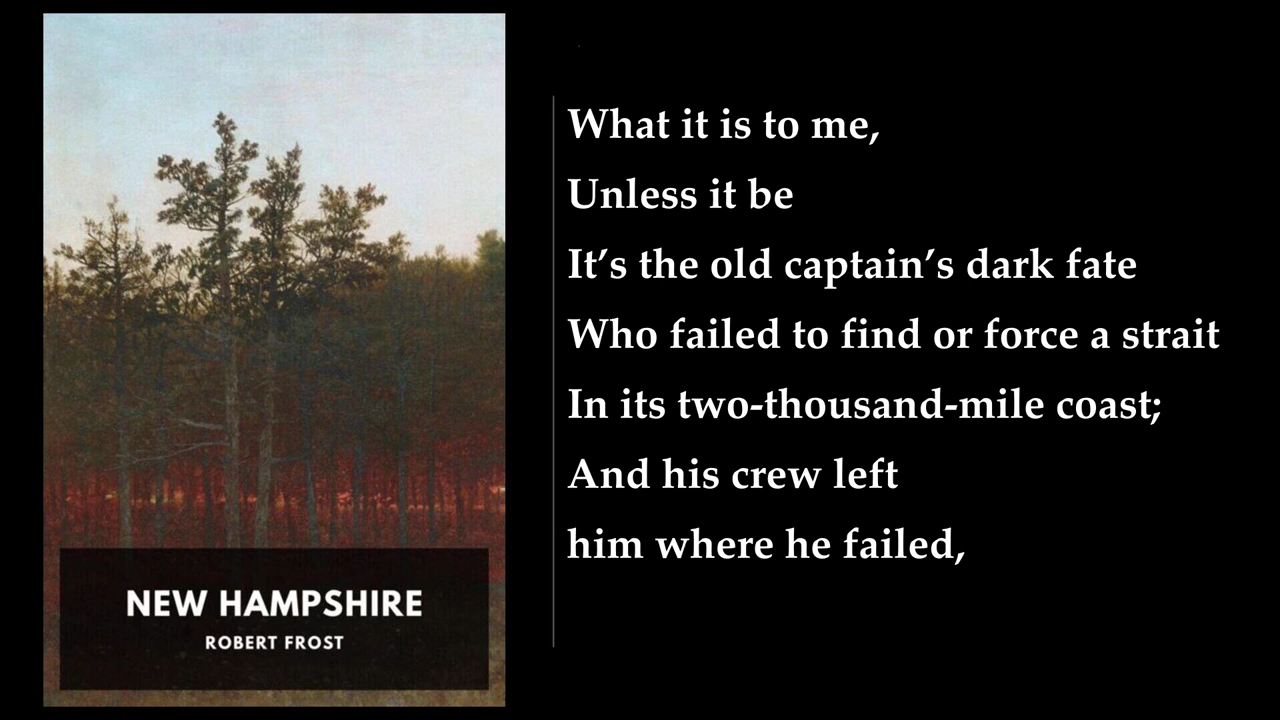 NEW HAMPSHIRE
ROBERT FROST
What it is to me,
Unless it be
It’s the old captain’s dark fate
Who failed to find or force a strait
In its two-thousand-mile coast;
And his crew left
him where he failed,